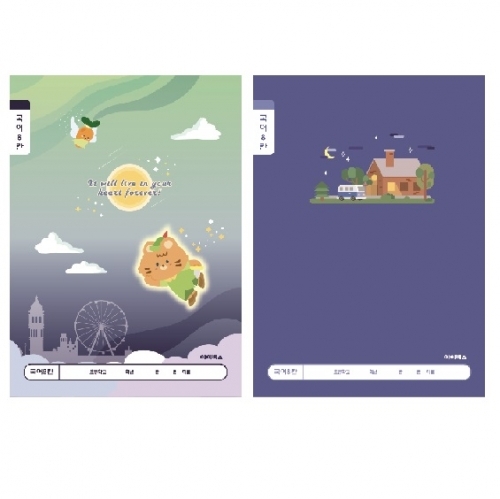 국
어
8
칸
It will live in your
heart forever!
국어8칸 초등학교 학년 반 번 이름
국
어
8
칸
국어8칸 초등학교 학년 반 번 이름